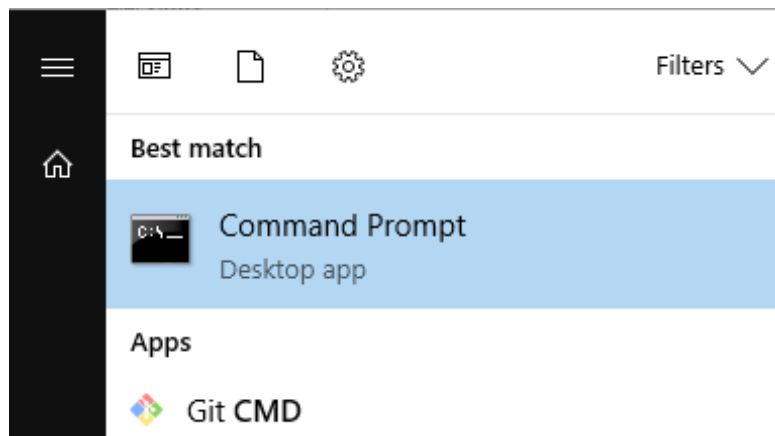 Filters
Best match
C:\
Command Prompt
Desktop app
Apps
Git CMD